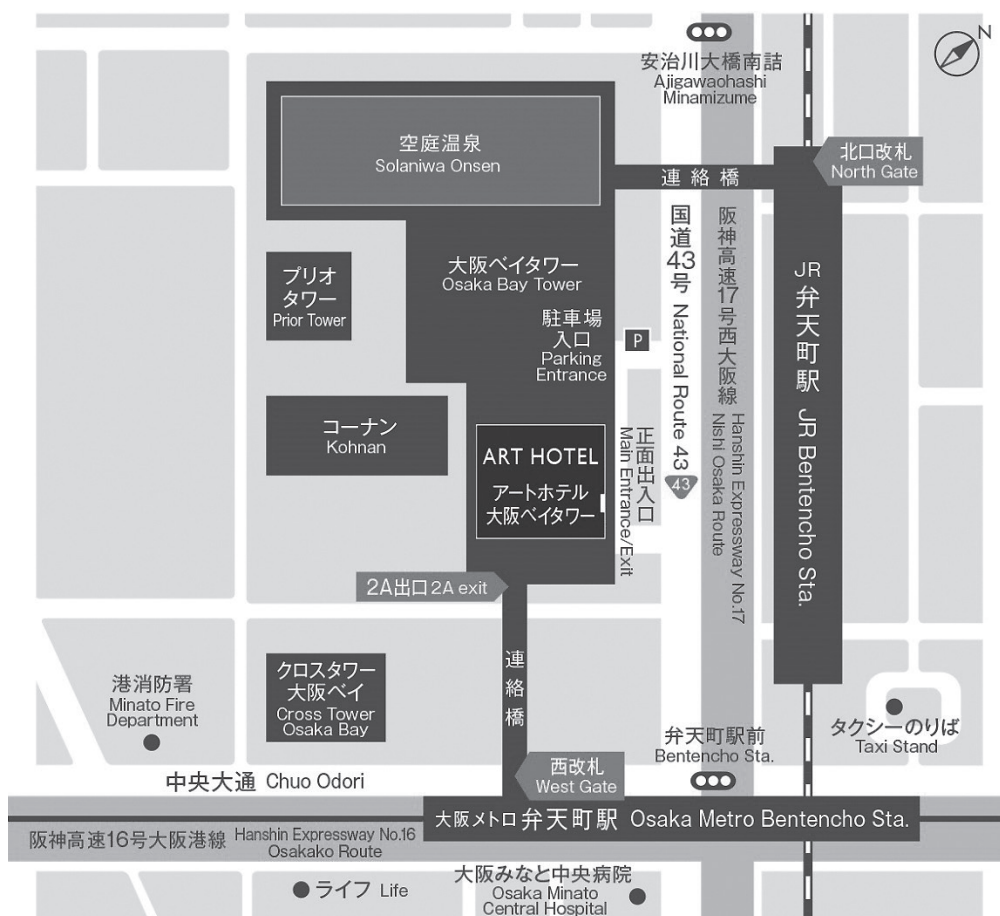 N
安治川大橋南詰
Ajigawaohashi
Minamizume
空庭温泉
Solaniwa Onsen
北口改札
North Gate
連絡橋
国道43号 National Route 43
43
阪神高速17号西大阪線
Hanshin Expressway No.17
Nishi Osaka Route
JR 弁天町駅 JR Bentencho Sta.
大阪ベイタワー
Osaka Bay Tower
プリオ
タワー
Prior Tower
駐車場
入口
Parking
Entrance
P
コーナン
Kohnan
ART HOTEL
アートホテル
大阪ベイタワー
正面出入口
Main Entrance/Exit
2A出口 2A exit
連絡橋
港消防署
Minato Fire
Department
クロスタワー
大阪ベイ
Cross Tower
Osaka Bay
弁天町駅前
Bentencho Sta.
タクシーのりば
Taxi Stand
西改札
West Gate
中央大通 Chuo Odori
大阪メトロ 弁天町駅 Osaka Metro Bentencho Sta.
阪神高速16号大阪港線 Hanshin Expressway No.16
Osakako Route
ライフ Life
大阪みなと中央病院
Osaka Minato
Central Hospital